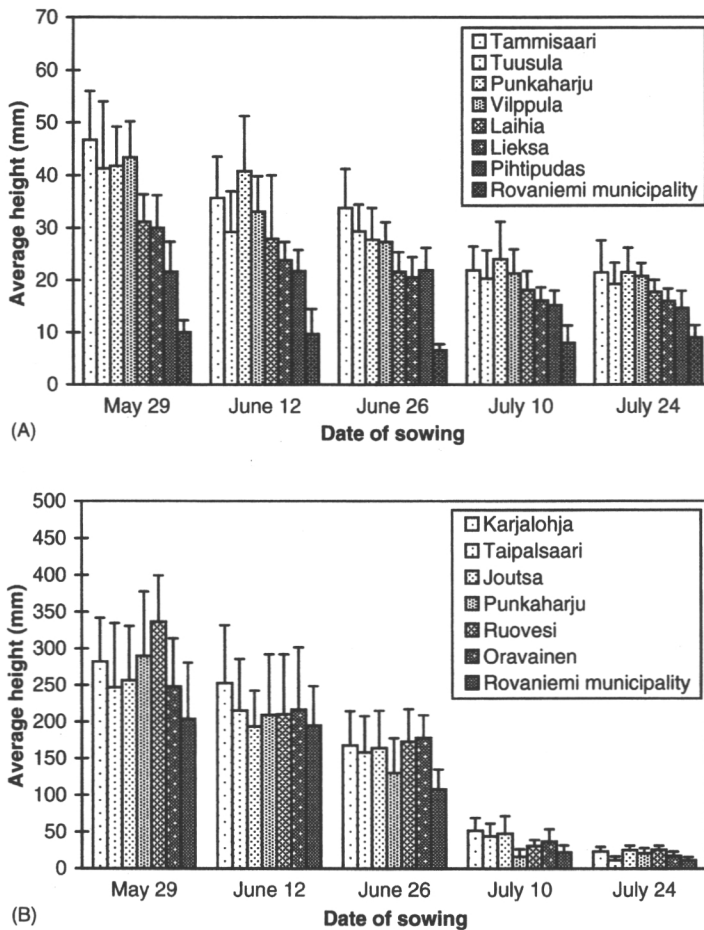 70
60
50
40
30
20
10
0
Average height (mm)
Tammisaari
Tuusula
Punkaharju
Vilppula
Laihia
Lieksa
Pihtipudas
Rovaniemi municipality
May 29 June 12 June 26 July 10 July 24
(A) Date of sowing
500
450
400
350
300
250
200
150
100
50
0
Average height (mm)
Karjalohja
Taipalsaari
Joutsa
Punkaharju
Ruovesi
Oravainen
Rovaniemi municipality
May 29 June 12 June 26 July 10 July 24
(B) Date of sowing